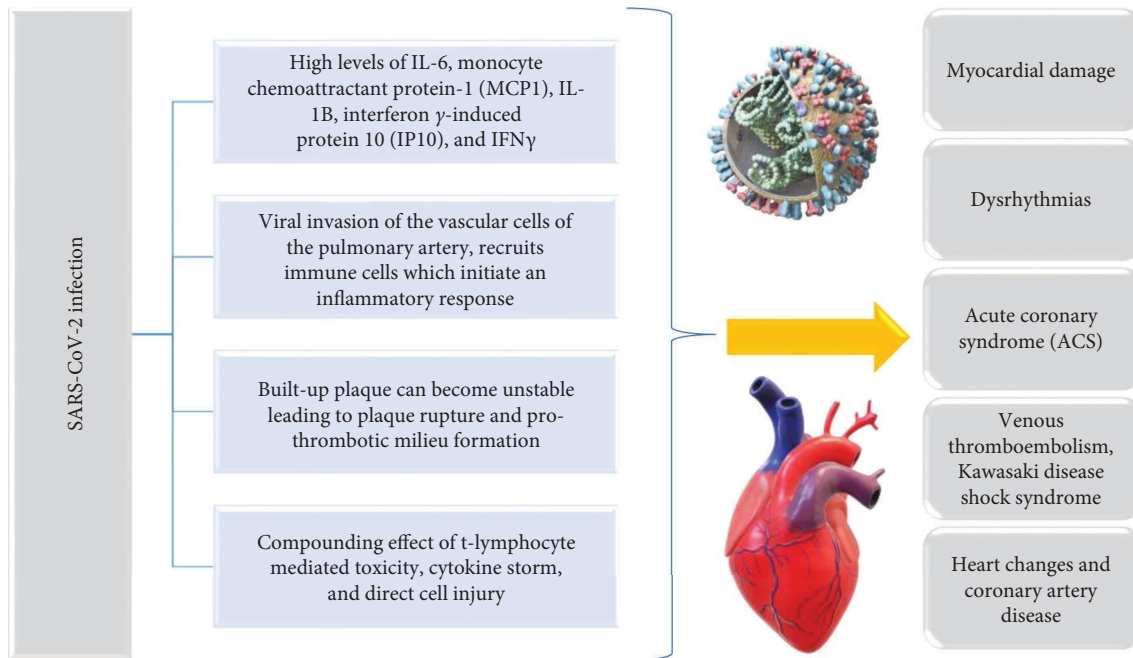 SARS-CoV-2 infection
High levels of IL-6, monocyte
chemoattractant protein-1 (MCP1), IL-
1B, interferon γ-induced
protein 10 (IP10), and IFNγ
Viral invasion of the vascular cells of
the pulmonary artery, recruits
immune cells which initiate an
inflammatory response
Built-up plaque can become unstable
leading to plaque rupture and pro-
thrombotic milieu formation
Compounding effect of t-lymphocyte
mediated toxicity, cytokine storm,
and direct cell injury
Myocardial damage
Dysrhythmias
Acute coronary
syndrome (ACS)
Venous
thromboembolism,
Kawasaki disease
shock syndrome
Heart changes and
coronary artery
disease